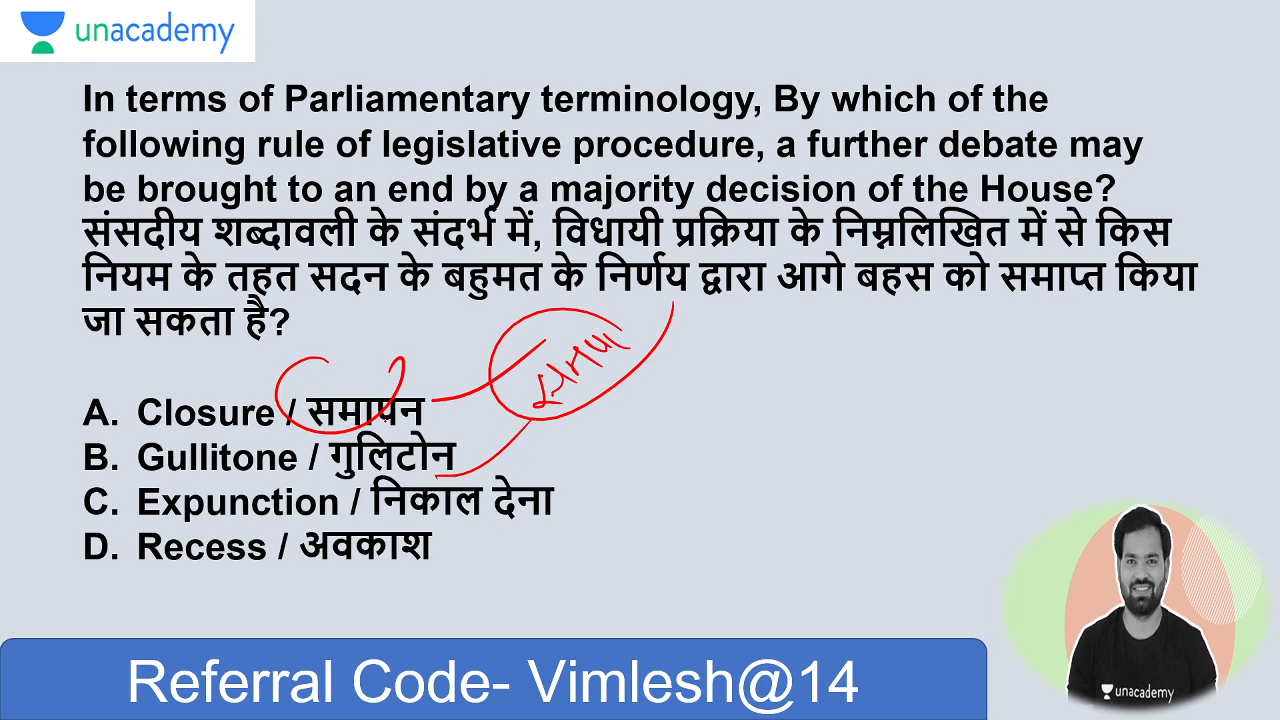 unacademy
In terms of Parliamentary terminology, By which of the
following rule of legislative procedure, a further debate may
be brought to an end by a majority decision of the House?
संसदीय शब्दावली के संदर्भ में, विधायी प्रक्रिया के निम्नलिखित में से किस
नियम के तहत सदन के बहुमत के निर्णय द्वारा आगे बहस को समाप्त किया
जा सकता है?
A. Closure / समापन
B. Gullitone / गुलिटोन
C. Expunction / निकाल देना
D. Recess / अवकाश
unacademy
Referral Code- Vimlesh@14